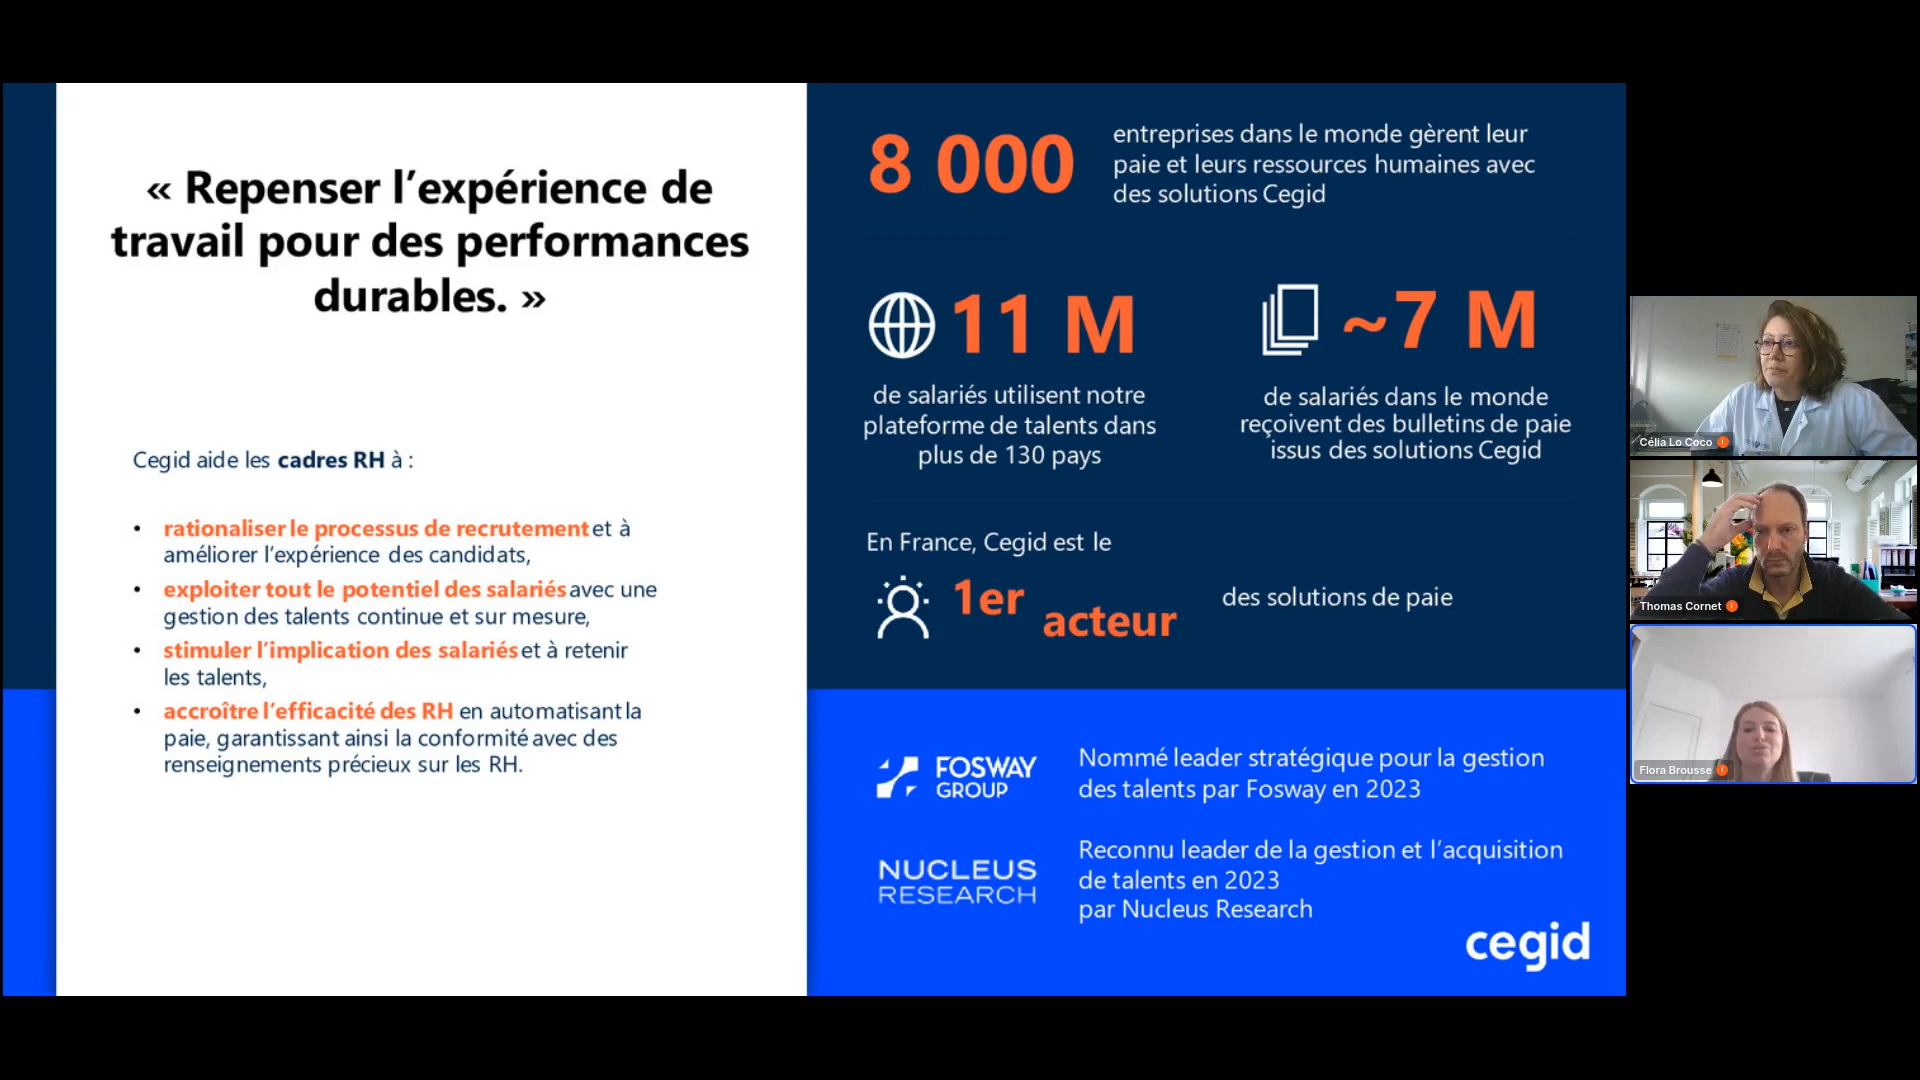 « Repenser l’expérience de
travail pour des performances
durables. »
Cegid aide les cadres RH à :
• rationaliser le processus de recrutement et à
améliorer l’expérience des candidats,
• exploiter tout le potentiel des salariés avec une
gestion des talents continue et sur mesure,
• stimuler l’implication des salariés et à retenir
les talents,
• accroître l’efficacité des RH en automatisant la
paie, garantissant ainsi la conformité avec des
renseignements précieux sur les RH.
8 000
entreprises dans le monde gèrent leur
paie et leurs ressources humaines avec
des solutions Cegid
11 M
de salariés utilisent notre
plateforme de talents dans
plus de 130 pays
~7 M
de salariés dans le monde
reçoivent des bulletins de paie
issus des solutions Cegid
En France, Cegid est le
1er acteur des solutions de paie
FOSWAY
GROUP
Nommé leader stratégique pour la gestion
des talents par Fosway en 2023
NUCLEUS
RESEARCH
Reconnu leader de la gestion et l’acquisition
de talents en 2023
par Nucleus Research
cegid
Célia Lo Coco
Thomas Cornet
Flora Brousse